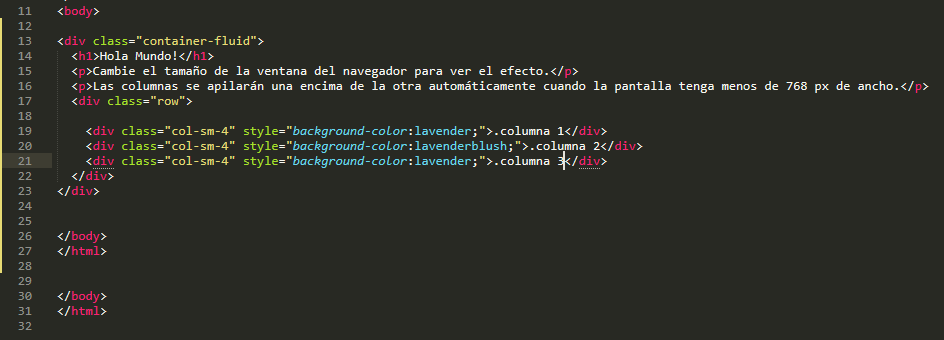 11 <body>
12
13 <div class="container-fluid">
14 <h1>Hola Mundo!</h1>
15 <p>Cambie el tamaño de la ventana del navegador para ver el efecto.</p>
16 <p>Las columnas se apilarán una encima de la otra automáticamente cuando la pantalla tenga menos de 768 px de ancho.</p>
17 <div class="row">
18
19 <div class="col-sm-4" style="background-color:lavender;">.columna 1</div>
20 <div class="col-sm-4" style="background-color:lavenderblush;">.columna 2</div>
21 <div class="col-sm-4" style="background-color:lavender;">.columna 3</div>
22 </div>
23 </div>
24
25
26 </body>
27 </html>
28
29
30 </body>
31 </html>
32